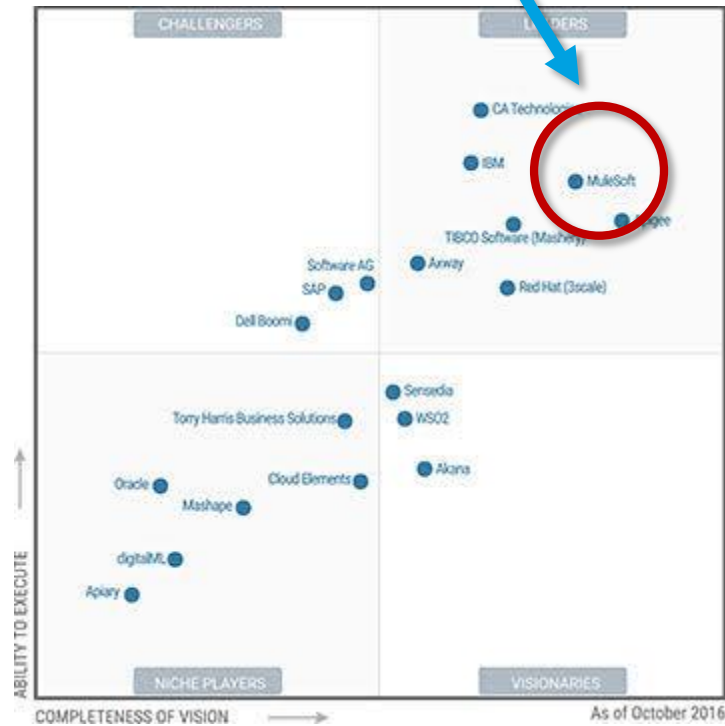 CHALLENGERS
LEADERS
CA Technologies
IBM
MuleSoft
Apigee
TIBCO Software (Mashery)
Software AG
Axway
SAP
Red Hat (3scale)
Dell Boomi
Sensedia
Torry Harris Business Solutions
WSO2
Akana
Cloud Elements
Oracle
Mashape
digitalML
Apiary
ABILITY TO EXECUTE
NICHE PLAYERS
VISIONARIES
COMPLETENESS OF VISION
As of October 2016